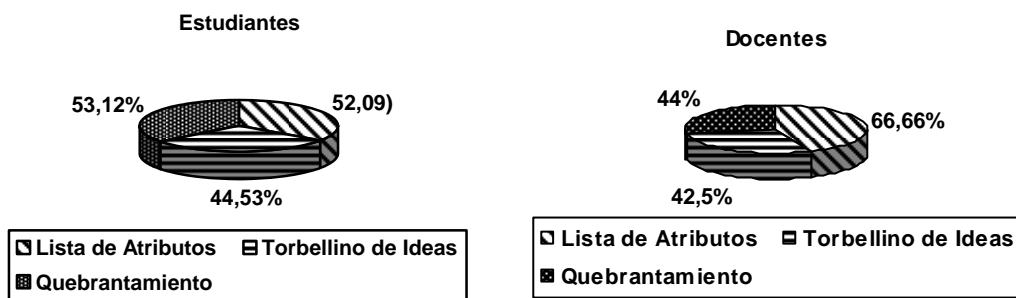 Estudiantes
53,12%
52,09)
44,53%
Lista de Atributos
Torbellino de Ideas
Quebrantamiento
Docentes
44%
66,66%
42,5%
Lista de Atributos
Torbellino de Ideas
Quebrantamiento